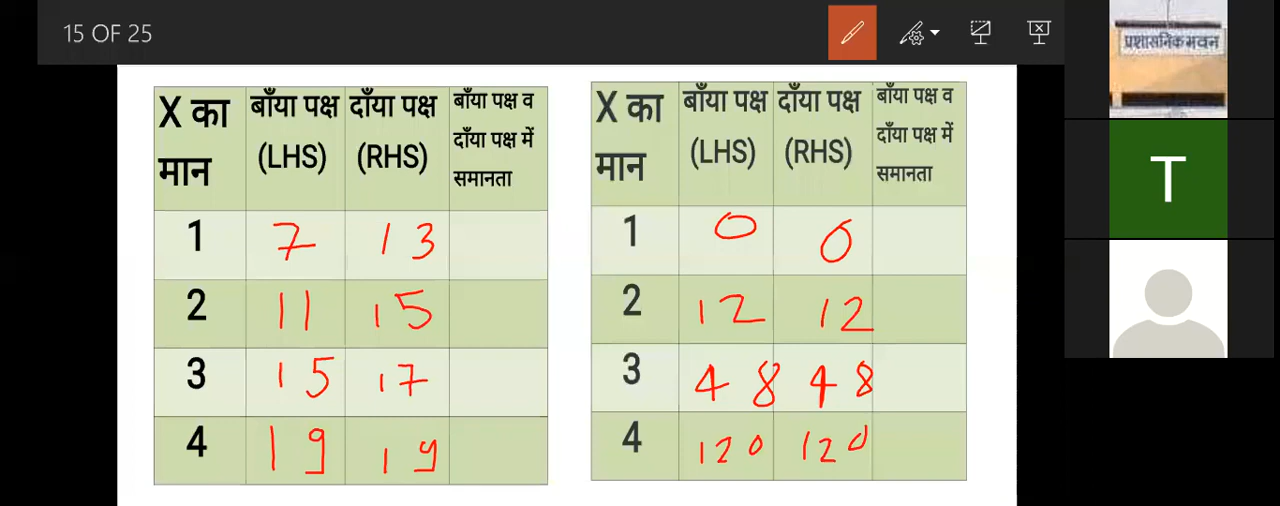 15 OF 25
प्रशासनिक भवन
X का मान बाँया पक्ष (LHS) दाँया पक्ष (RHS) बाँया पक्ष व दाँया पक्ष में समानता
1 7 13
2 11 15
3 15 17
4 19 19
X का मान बाँया पक्ष (LHS) दाँया पक्ष (RHS) बाँया पक्ष व दाँया पक्ष में समानता
1 0 0
2 12 12
3 48 48
4 120 120
T